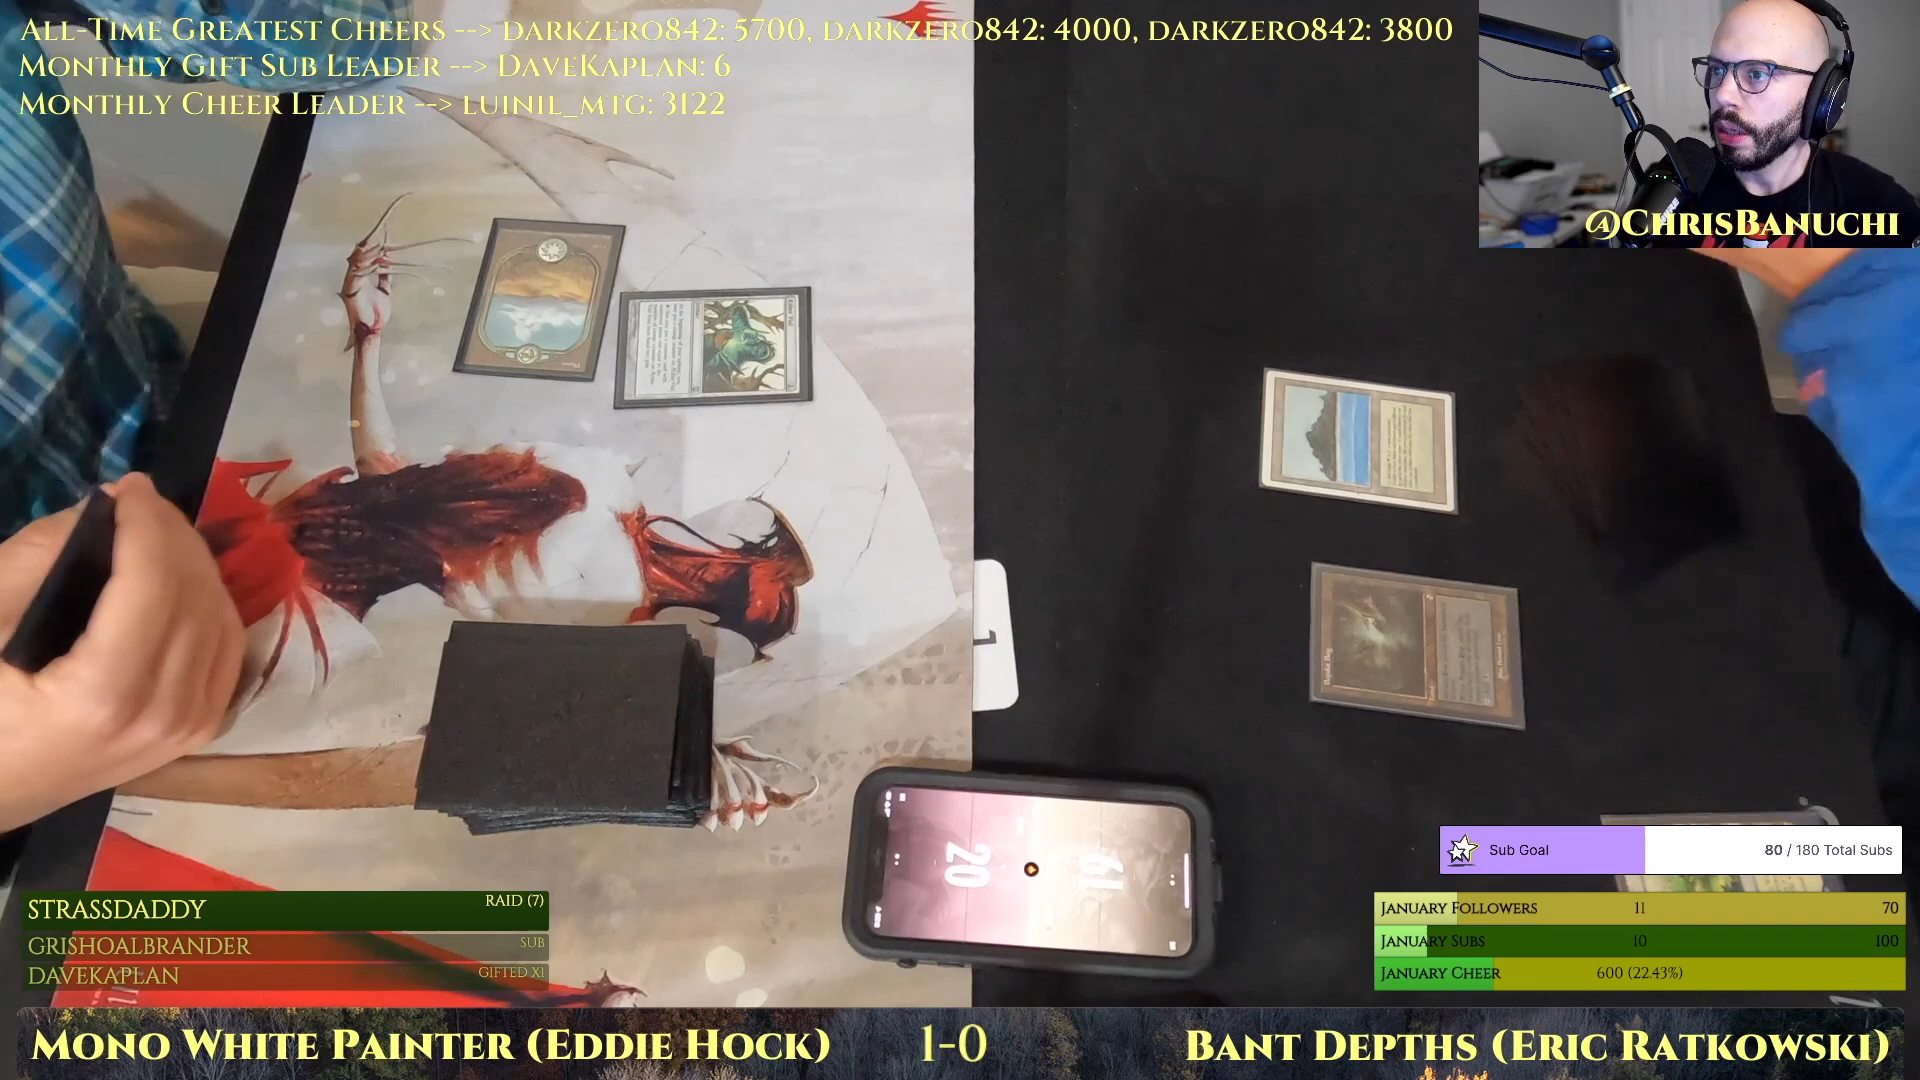 All-Time Greatest Cheers --> darkzero842: 5700, darkzero842: 4000, darkzero842: 3800
Monthly Gift Sub Leader --> DaveKaplan: 6
Monthly Cheer Leader --> luinil_mtg: 3122
@ChrisBanuchi
Bojuka Bog
1
20
19
Sub Goal
80 / 180 Total Subs
January Followers 11 70
January Subs 10 100
January Cheer 600 (22.43%)
STRASSDADDY RAID (7)
GRISHOALBRANDER SUB
DAVEKAPLAN GIFTED X1
Mono White Painter (Eddie Hock) 1-0 Bant Depths (Eric Ratkowski)